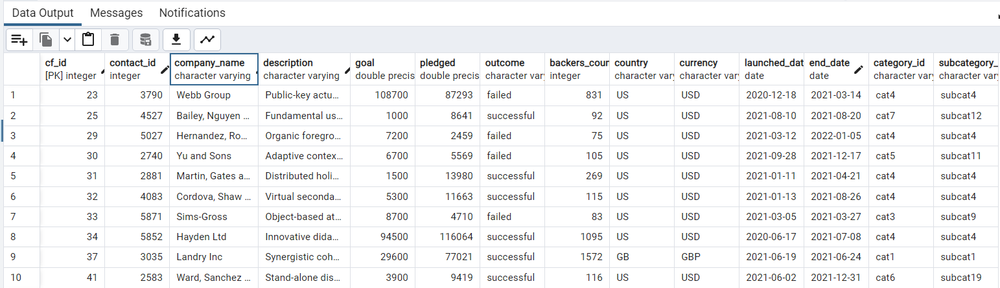 Data Output Messages Notifications
cf_id contact_id company_name description goal pledged outcome backers_coun country currency launched_dat end_date category_id subcategory_
[PK] integer integer character varying character varying double precis double precis character vary integer character vary character vary date date character vary character vary
1 23 3790 Webb Group Public-key actu... 108700 87293 failed 831 US USD 2020-12-18 2021-03-14 cat4 subcat4
2 25 4527 Bailey, Nguyen ... Fundamental us... 1000 8641 successful 92 US USD 2021-08-10 2021-08-20 cat7 subcat12
3 29 5027 Hernandez, Ro... Organic foregro... 7200 2459 failed 75 US USD 2021-03-12 2022-01-05 cat4 subcat4
4 30 2740 Yu and Sons Adaptive contex... 6700 5569 failed 105 US USD 2021-09-28 2021-12-17 cat5 subcat11
5 31 2881 Martin, Gates a... Distributed holi... 1500 13980 successful 269 US USD 2021-01-11 2021-04-21 cat4 subcat4
6 32 4083 Cordova, Shaw ... Virtual seconda... 5300 11663 successful 115 US USD 2021-01-13 2021-08-26 cat4 subcat4
7 33 5871 Sims-Gross Object-based at... 8700 4710 failed 83 US USD 2021-03-05 2021-03-27 cat3 subcat9
8 34 5852 Hayden Ltd Innovative dida... 94500 116064 successful 1095 US USD 2020-06-17 2021-07-08 cat4 subcat4
9 37 3035 Landry Inc Synergistic coh... 29600 77021 successful 1572 GB GBP 2021-06-19 2021-06-24 cat1 subcat1
10 41 2583 Ward, Sanchez ... Stand-alone dis... 3900 9419 successful 116 US USD 2021-06-02 2021-12-31 cat6 subcat19